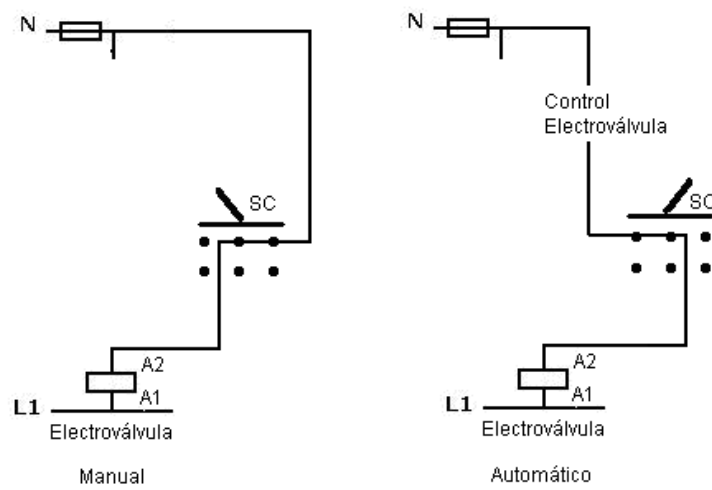 N
SC
A2
A1
L1
Electroválvula
Manual
N
Control
Electroválvula
SC
A2
A1
L1
Electroválvula
Automático